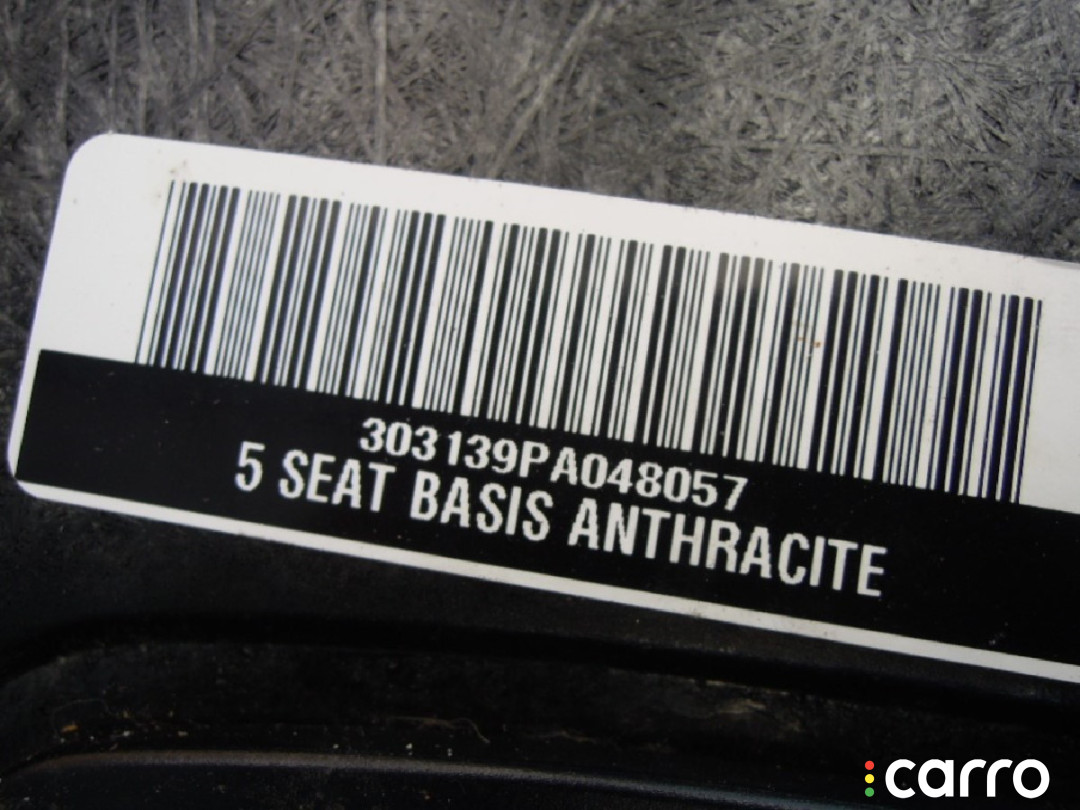 303139PA048057
5 SEAT BASIS ANTHRACITE
carro